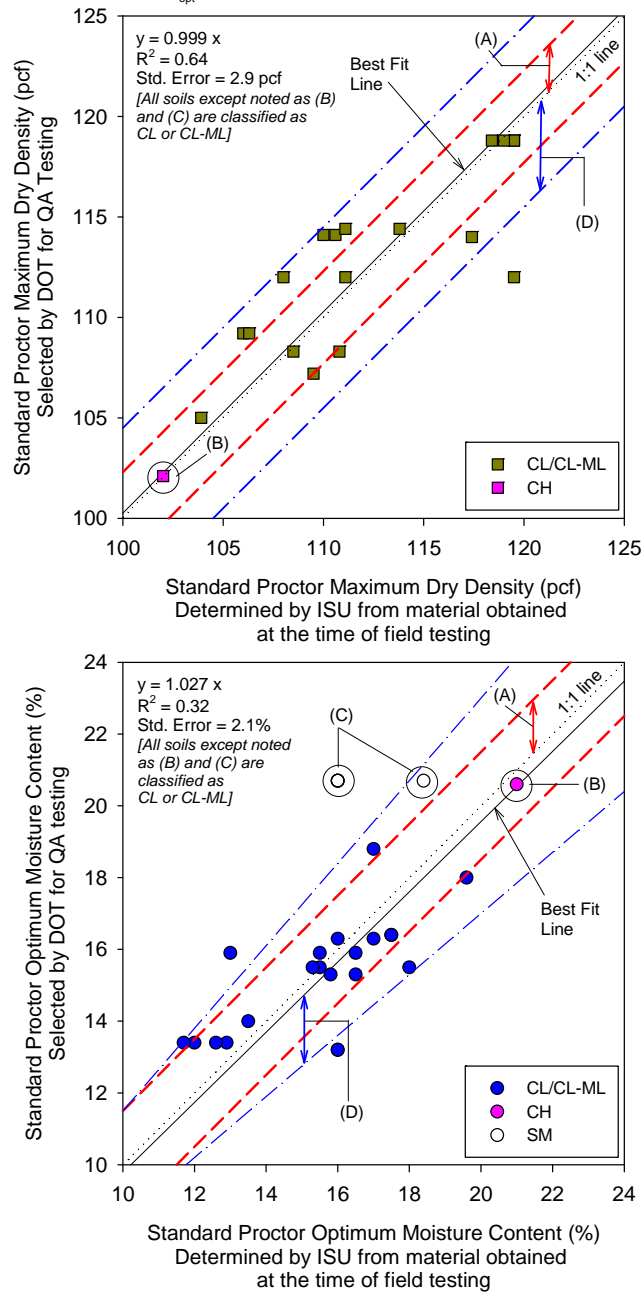 opt
125
120
115
110
105
100
Standard Proctor Maximum Dry Density (pcf)
Selected by DOT for QA Testing
y = 0.999 x
R² = 0.64
Std. Error = 2.9 pcf
[All soils except noted as (B)
and (C) are classified as
CL or CL-ML]
Best Fit
Line
(A)
1:1 line
(D)
(B)
CL/CL-ML
CH
100 105 110 115 120 125
Standard Proctor Maximum Dry Density (pcf)
Determined by ISU from material obtained
at the time of field testing
24
22
20
18
16
14
12
10
Standard Proctor Optimum Moisture Content (%)
Selected by DOT for QA testing
y = 1.027 x
R² = 0.32
Std. Error = 2.1%
[All soils except noted
as (B) and (C) are
classified as
CL or CL-ML]
(C)
(A)
1:1 line
(B)
Best Fit
Line
(D)
CL/CL-ML
CH
SM
10 12 14 16 18 20 22 24
Standard Proctor Optimum Moisture Content (%)
Determined by ISU from material obtained
at the time of field testing